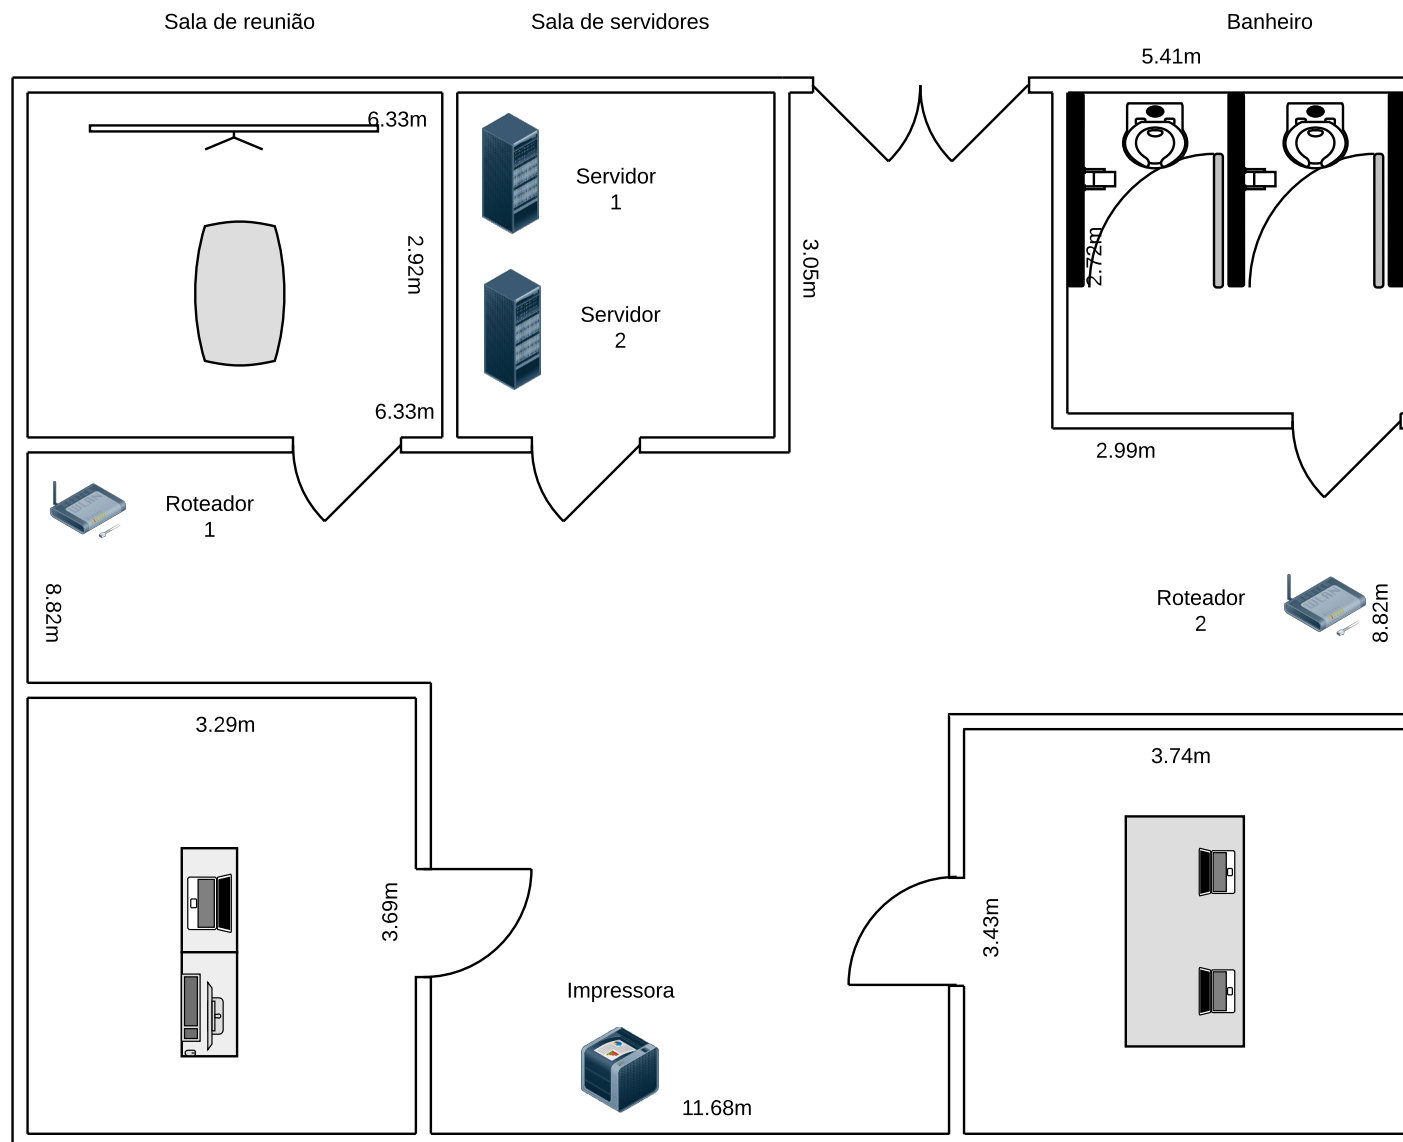 Sala de reunião
Sala de servidores
Banheiro
5.41m
6.33m
Servidor
1
2.92m
3.05m
2.72m
Servidor
2
6.33m
2.99m
Roteador
1
WLAN
8.82m
Roteador
2
WLAN
8.82m
3.29m
3.74m
3.69m
3.43m
Impressora
11.68m